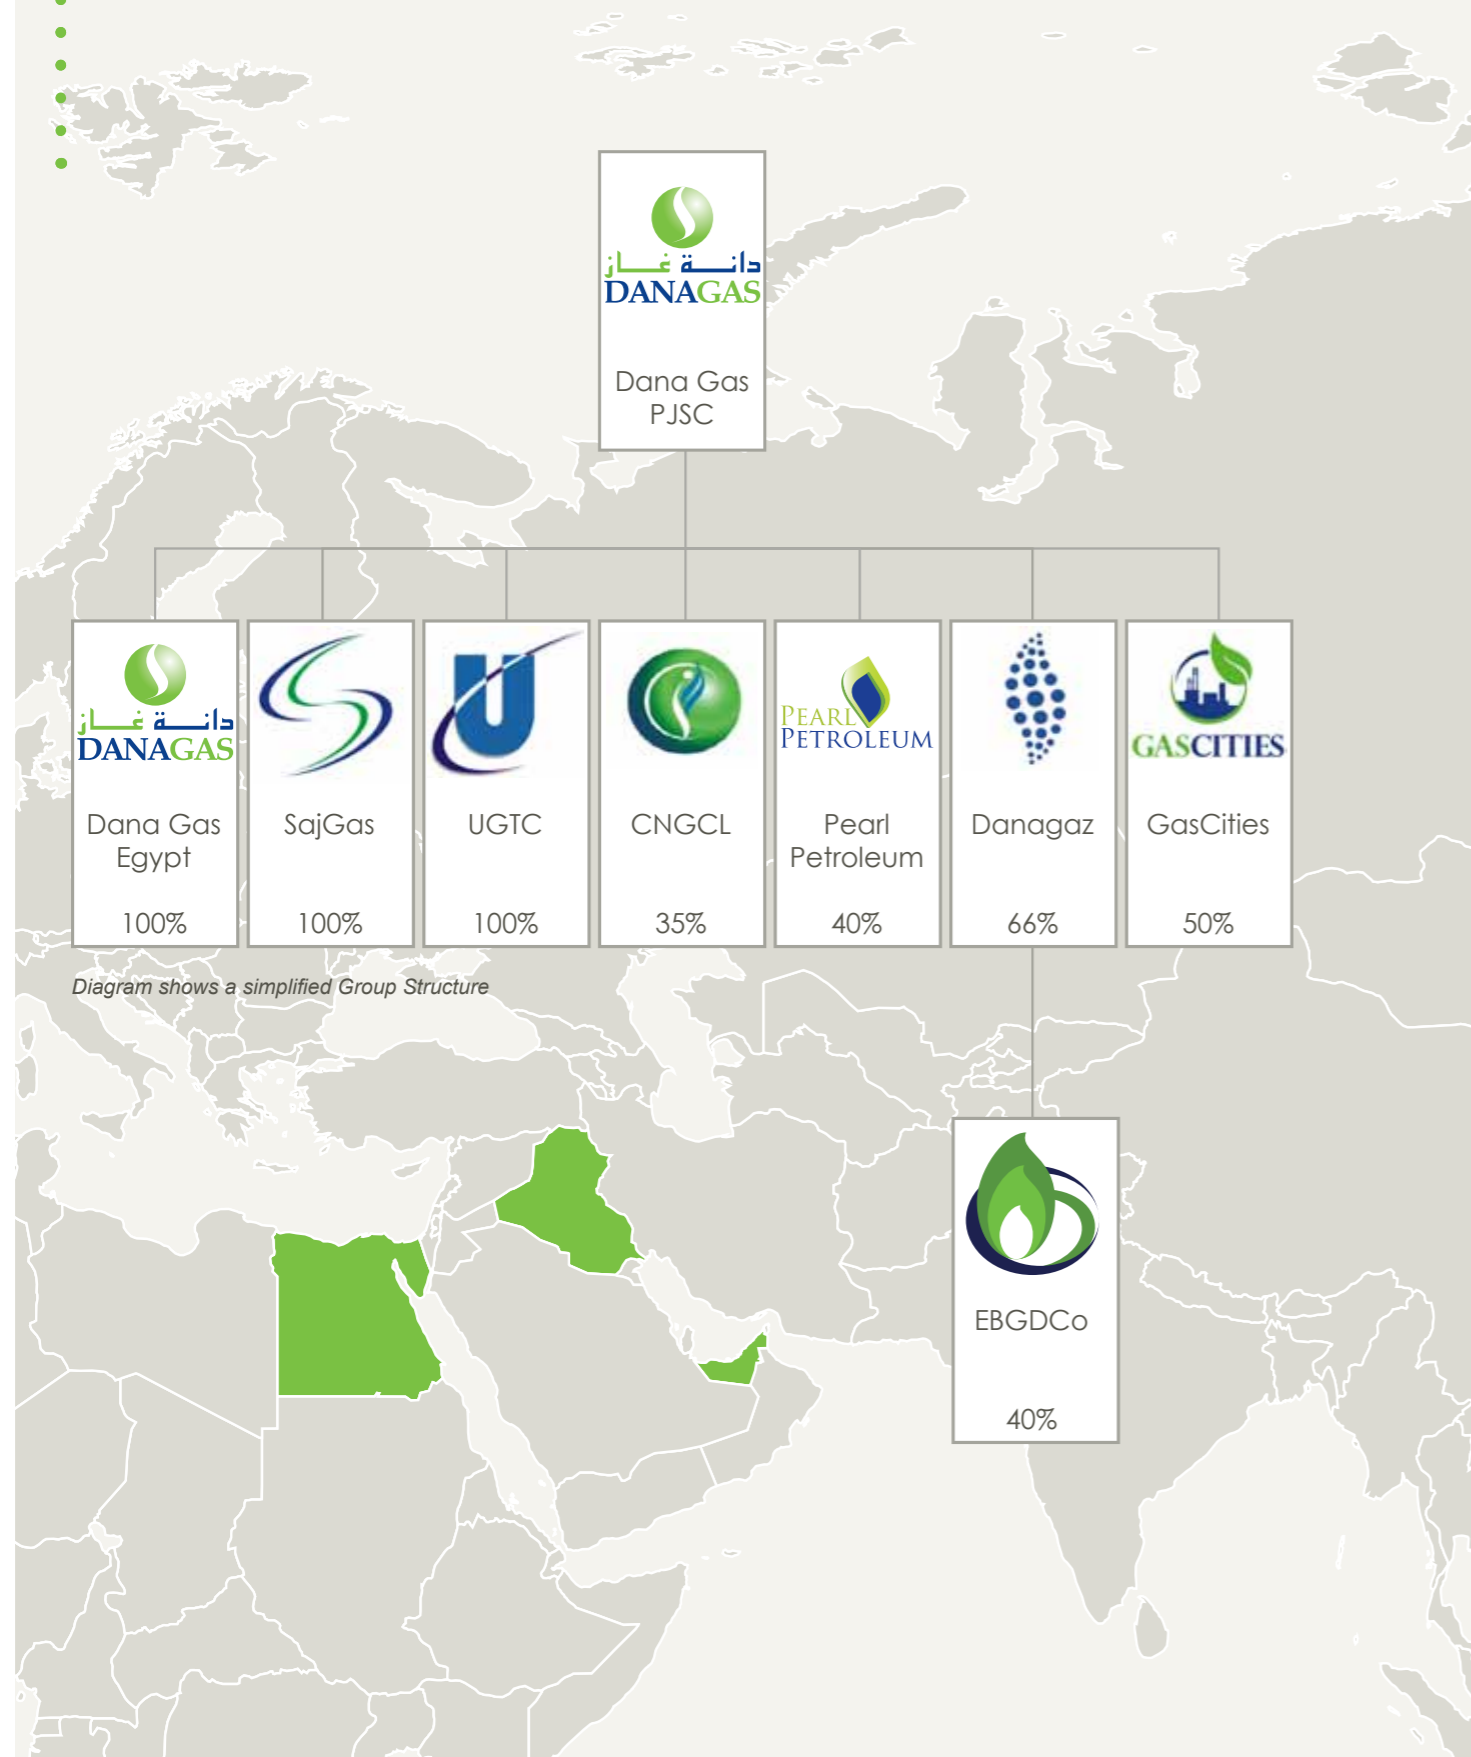 دانة غاز
DANAGAS
Dana Gas
PJSC
دانة غاز
DANAGAS
Dana Gas
Egypt
100%
SajGas
100%
U
UGTC
100%
CNGCL
35%
PEARL
PETROLEUM
Pearl
Petroleum
40%
Danagaz
66%
GASCITIES
GasCities
50%
Diagram shows a simplified Group Structure
EBGDCo
40%